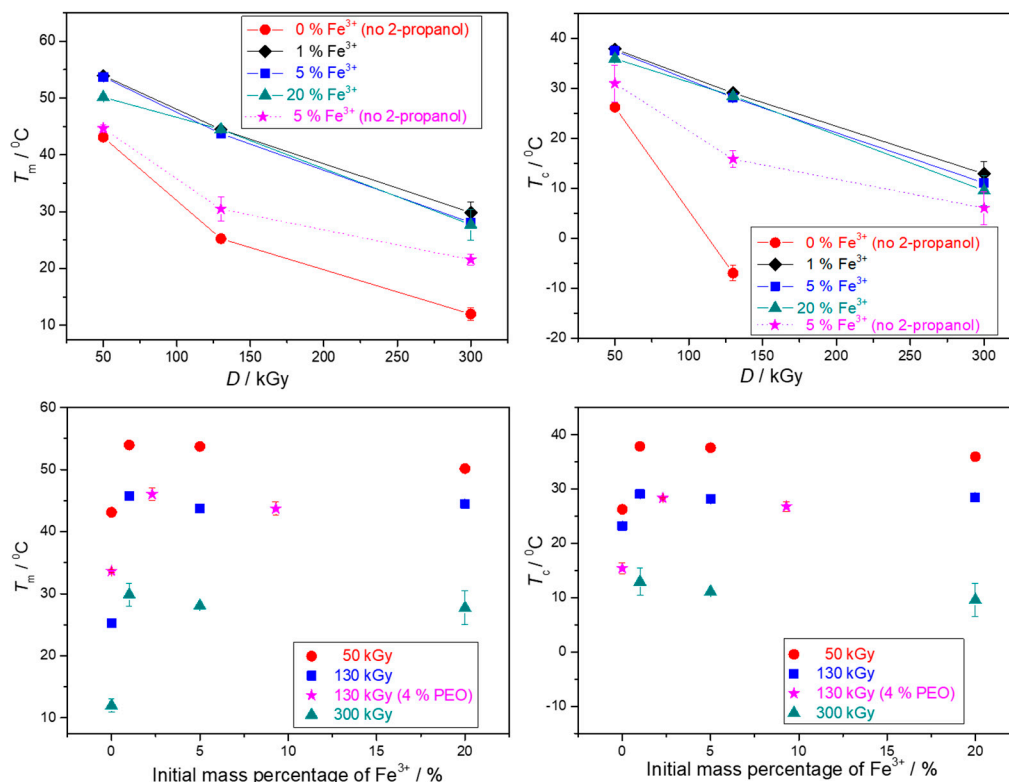 60
50
40
30
20
10
T_m / ⁰C
0 % Fe³⁺ (no 2-propanol)
1 % Fe³⁺
5 % Fe³⁺
20 % Fe³⁺
5 % Fe³⁺ (no 2-propanol)
50 100 150 200 250 300
D / kGy
40
30
20
10
0
-10
-20
T_c / ⁰C
0 % Fe³⁺ (no 2-propanol)
1 % Fe³⁺
5 % Fe³⁺
20 % Fe³⁺
5 % Fe³⁺ (no 2-propanol)
50 100 150 200 250 300
D / kGy
60
50
40
30
20
10
T_m / ⁰C
50 kGy
130 kGy
130 kGy (4 % PEO)
300 kGy
0 5 10 15 20
Initial mass percentage of Fe³⁺ / %
40
30
20
10
0
-10
T_c / ⁰C
50 kGy
130 kGy
130 kGy (4 % PEO)
300 kGy
0 5 10 15 20
Initial mass percentage of Fe³⁺ / %